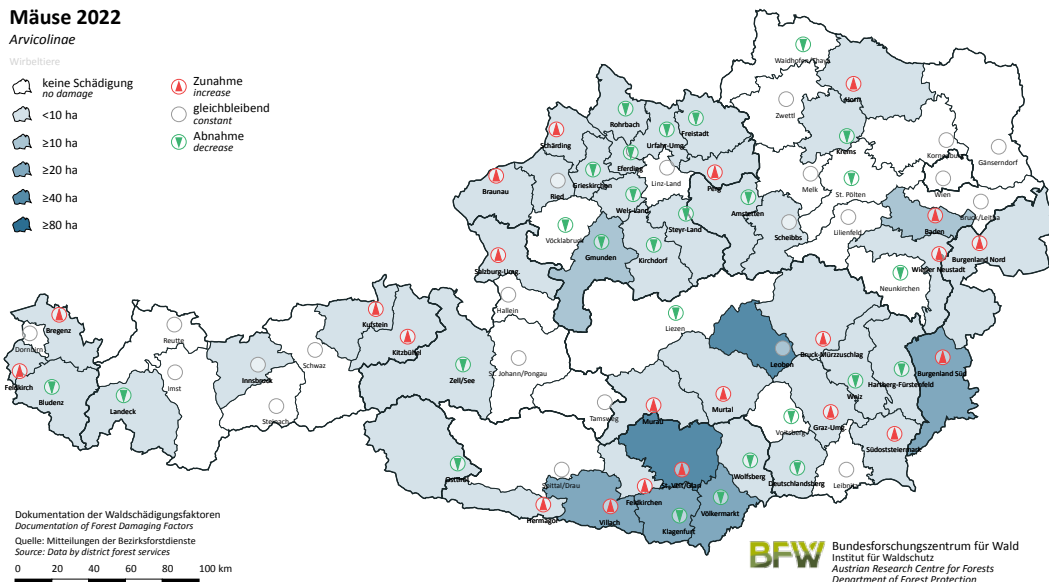 Mäuse 2022
Arvicolinae
Wirbeltiere
keine Schädigung
no damage
<10 ha
≥10 ha
≥20 ha
≥40 ha
≥80 ha
Zunahme
increase
gleichbleibend
constant
Abnahme
decrease
Waidhofen/Thaya
Horn
Zwettl
Krems
Rohrbach
Freistadt
Urfahr-Umg.
Schärding
Eferding
Grieskirchen
Linz-Land
Perg
Braunau
Ried
Wels-Land
Steyr-Land
Amstetten
Melk
St. Pölten
Korneuburg
Gänserndorf
Wien
Bruck/Leitha
Vöcklabruck
Gmunden
Kirchdorf
Scheibbs
Lilienfeld
Baden
Wiener Neustadt
Burgenland Nord
Neunkirchen
Salzburg-Umg.
Hallein
Liezen
Bregenz
Dornbirn
Reutte
Kufstein
Kitzbühel
Schwaz
Feldkirch
Bludenz
Landeck
Imst
Innsbruck
Steinach
Zell/See
St. Johann/Pongau
Tamsweg
Murau
Murtal
Leoben
Bruck-Mürzzuschlag
Weiz
Hartberg-Fürstenfeld
Burgenland Süd
Voitsberg
Graz-Umg.
Südoststeiermark
Deutschlandsberg
Leibnitz
Osttirol
Spittal/Drau
Hermagor
Villach
Feldkirchen
St. Veit/Glan
Klagenfurt
Völkermarkt
Wolfsberg
Dokumentation der Waldschädigungsfaktoren
Documentation of Forest Damaging Factors
Quelle: Mitteilungen der Bezirksforstdienste
Source: Data by district forest services
0 20 40 60 80 100 km
BFW
Bundesforschungszentrum für Wald
Institut für Waldschutz
Austrian Research Centre for Forests
Department of Forest Protection